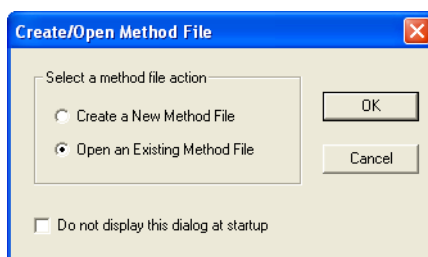 Create/Open Method File
Select a method file action
Create a New Method File
Open an Existing Method File
OK
Cancel
Do not display this dialog at startup